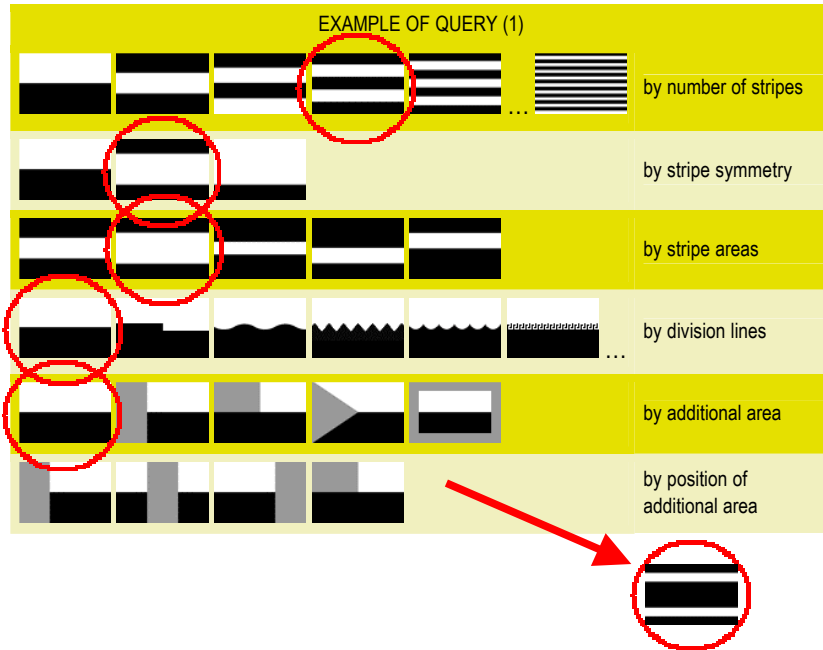 EXAMPLE OF QUERY (1)
...
by number of stripes
by stripe symmetry
by stripe areas
...
by division lines
by additional area
by position of
additional area